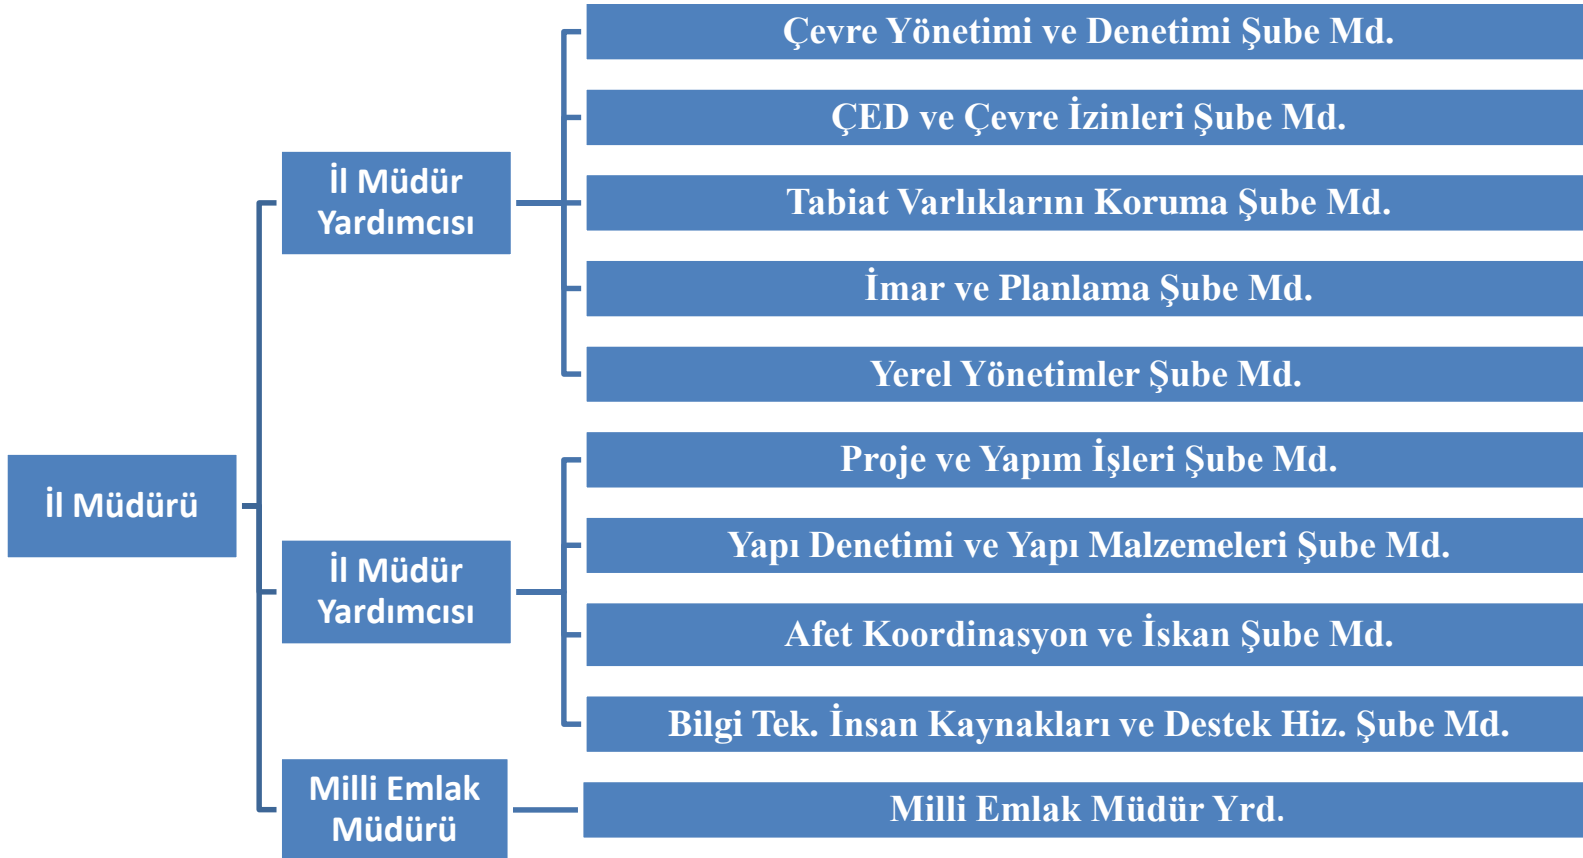 İl Müdürü
İl Müdür
Yardımcısı
Çevre Yönetimi ve Denetimi Şube Md.
ÇED ve Çevre İzinleri Şube Md.
Tabiat Varlıklarını Koruma Şube Md.
İmar ve Planlama Şube Md.
Yerel Yönetimler Şube Md.
İl Müdür
Yardımcısı
Proje ve Yapım İşleri Şube Md.
Yapı Denetimi ve Yapı Malzemeleri Şube Md.
Afet Koordinasyon ve İskan Şube Md.
Bilgi Tek. İnsan Kaynakları ve Destek Hiz. Şube Md.
Milli Emlak
Müdürü
Milli Emlak Müdür Yrd.